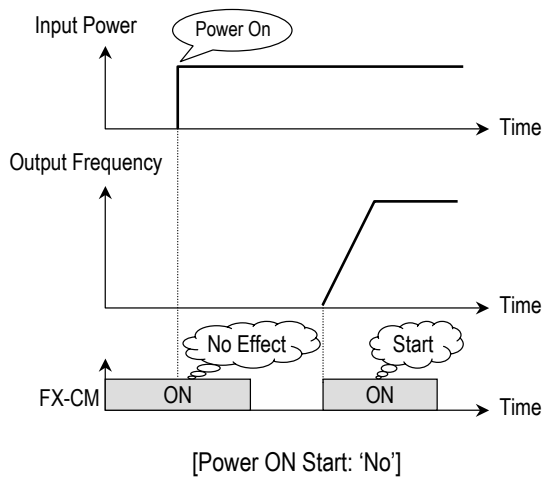 Input Power
Power On
Time
Output Frequency
Time
No Effect
Start
FX-CM
ON
ON
Time
[Power ON Start: ‘No’]